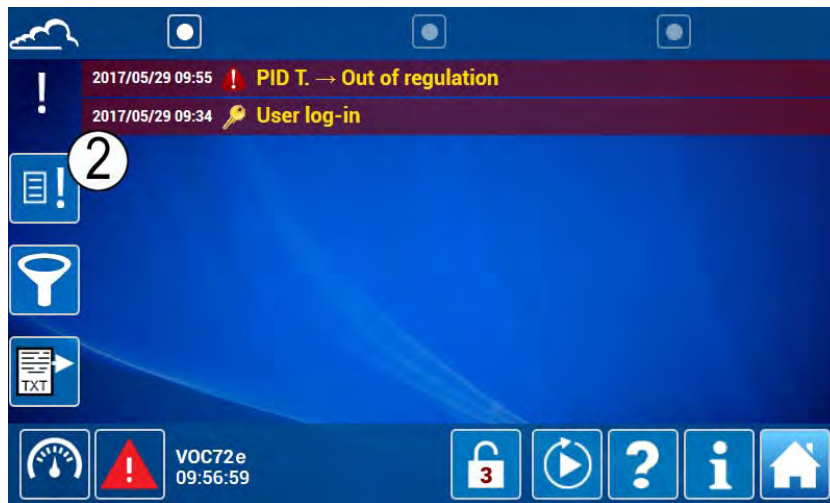 2017/05/29 09:55 PID T. → Out of regulation
2017/05/29 09:34 User log-in
2
TXT
VOC72e
09:56:59
3